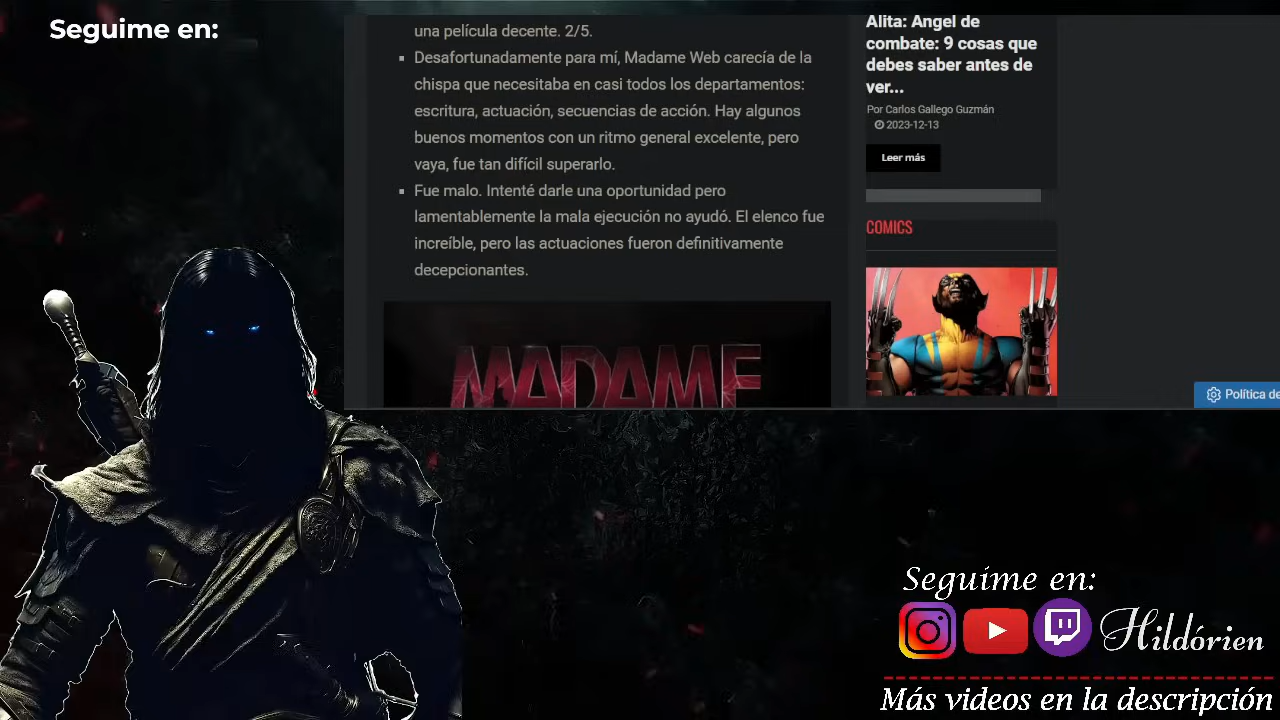 Seguime en:
una película decente. 2/5.
Desafortunadamente para mí, Madame Web carecía de la
chispa que necesitaba en casi todos los departamentos:
escritura, actuación, secuencias de acción. Hay algunos
buenos momentos con un ritmo general excelente, pero
vaya, fue tan difícil superarlo.
Fue malo. Intenté darle una oportunidad pero
lamentablemente la mala ejecución no ayudó. El elenco fue
increíble, pero las actuaciones fueron definitivamente
decepcionantes.
MADAME
Alita: Ángel de
combate: 9 cosas que
debes saber antes de
ver...
Por Carlos Gallego Guzmán
2023-12-13
Leer más
COMICS
Política de
Seguime en:
Hildórien
Más videos en la descripción